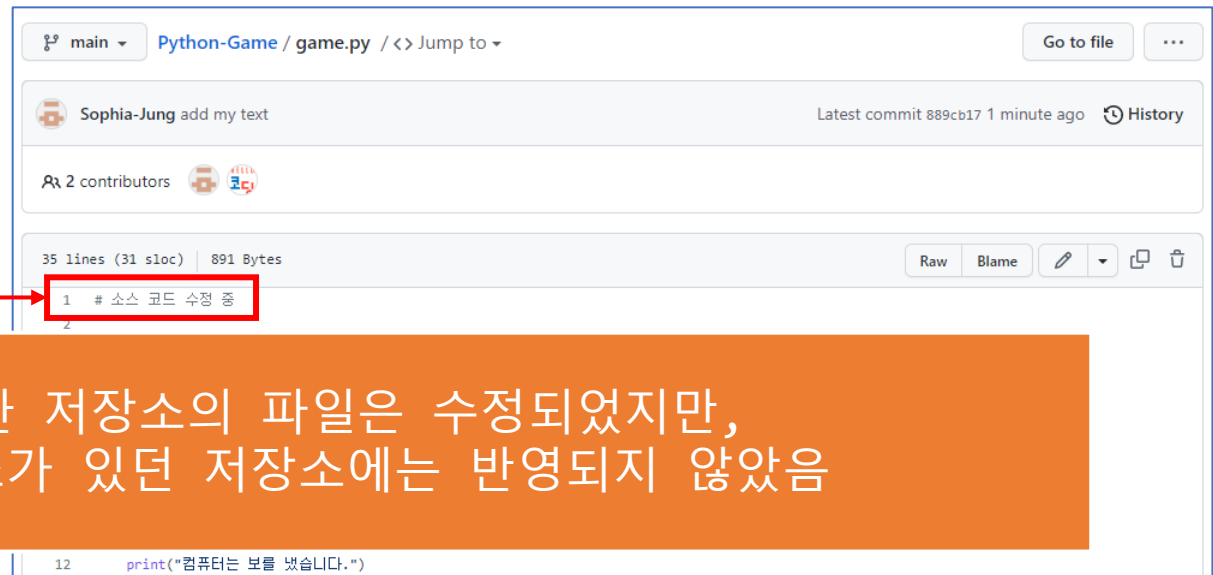 main Python-Game / game.py / <> Jump to Go to file ...
Sophia-Jung add my text Latest commit 889cb17 1 minute ago History
2 contributors
35 lines (31 sloc) 891 Bytes Raw Blame
1 # 소스 코드 수정 중
2
저장소의 파일은 수정되었지만,
있던 저장소에는 반영되지 않았음
12 print("컴퓨터는 보를 냈습니다.")